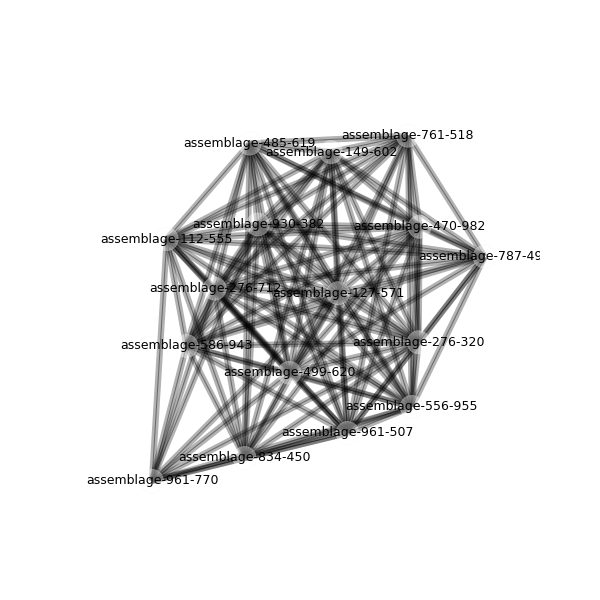 assemblage-761-518
assemblage-485-619
assemblage-149-602
assemblage-930-382
assemblage-470-982
assemblage-112-555
assemblage-787-49
assemblage-276-712
assemblage-127-571
assemblage-276-320
assemblage-586-943
assemblage-499-620
assemblage-556-955
assemblage-961-507
assemblage-834-450
assemblage-961-770